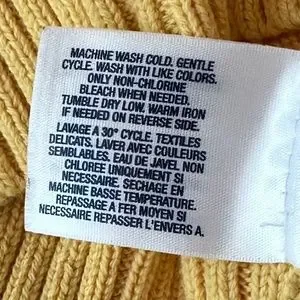 MACHINE WASH COLD, GENTLE
CYCLE. WASH WITH LIKE COLORS.
ONLY NON-CHLORINE
BLEACH WHEN NEEDED.
TUMBLE DRY LOW. WARM IRON
IF NEEDED ON REVERSE SIDE.
LAVAGE A 30° CYCLE, TEXTILES
DELICATS. LAVER AVEC COULEURS
SEMBLABLES. EAU DE JAVEL NON
CHLOREE UNIQUEMENT SI
NECESSAIRE. SECHAGE EN
MACHINE BASSE TEMPERATURE.
REPASSAGE A FER MOYEN SI
NECESSAIRE REPASSER L'ENVERS A.